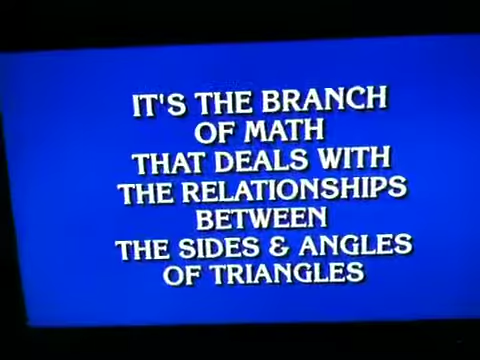 IT'S THE BRANCH
OF MATH
THAT DEALS WITH
THE RELATIONSHIPS
BETWEEN
THE SIDES & ANGLES
OF TRIANGLES